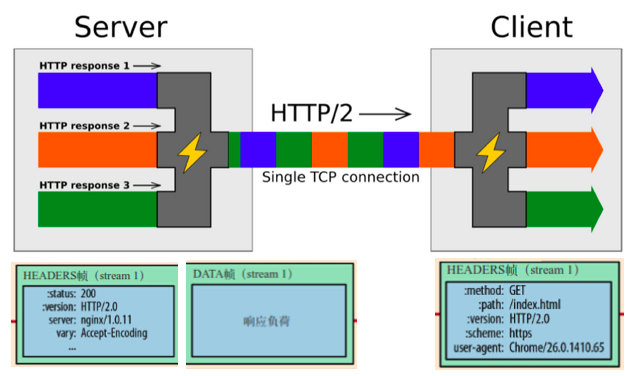 Server
Client
HTTP response 1
HTTP response 2
HTTP response 3
HTTP/2
Single TCP connection
HEADERS帧（stream 1）
:status: 200
:version: HTTP/2.0
server: nginx/1.0.11
vary: Accept-Encoding
...
DATA帧（stream 1）
响应负荷
HEADERS帧（stream 1）
:method: GET
:path: /index.html
:version: HTTP/2.0
:scheme: https
user-agent: Chrome/26.0.1410.65